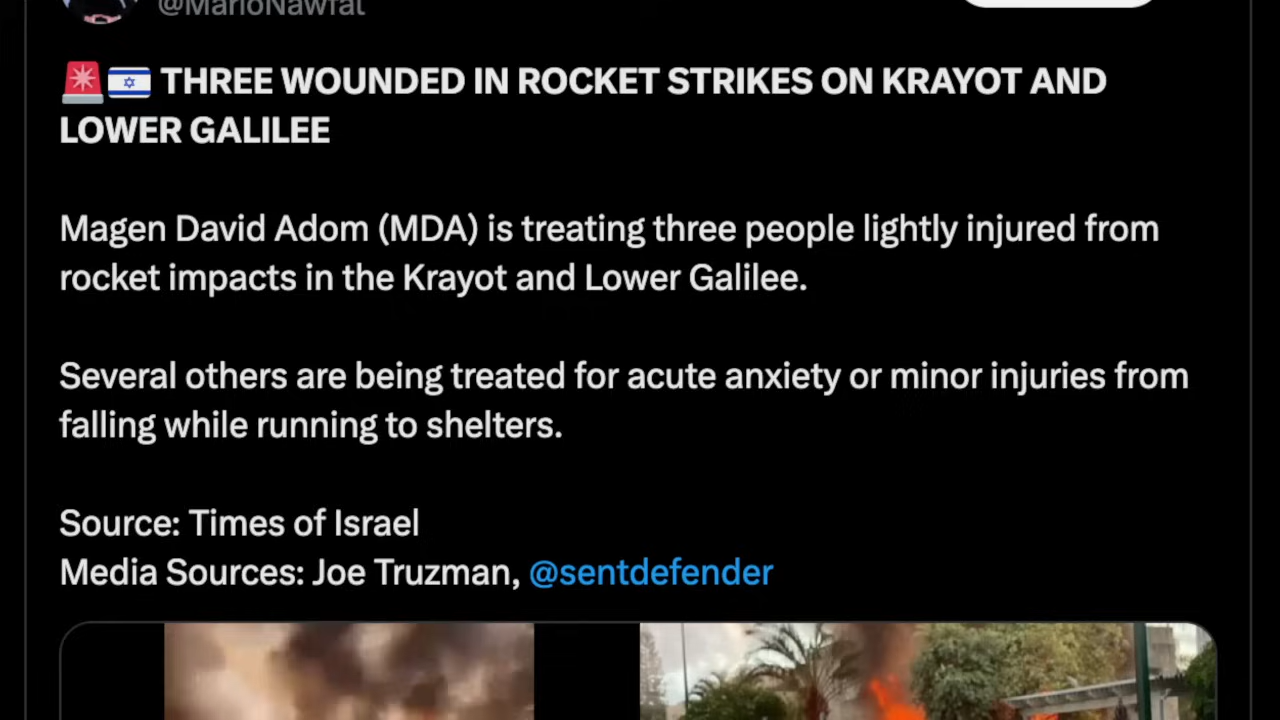 @MarioNawfal
🚨🇮🇱 THREE WOUNDED IN ROCKET STRIKES ON KRAYOT AND
LOWER GALILEE
Magen David Adom (MDA) is treating three people lightly injured from
rocket impacts in the Krayot and Lower Galilee.
Several others are being treated for acute anxiety or minor injuries from
falling while running to shelters.
Source: Times of Israel
Media Sources: Joe Truzman, @sentdefender